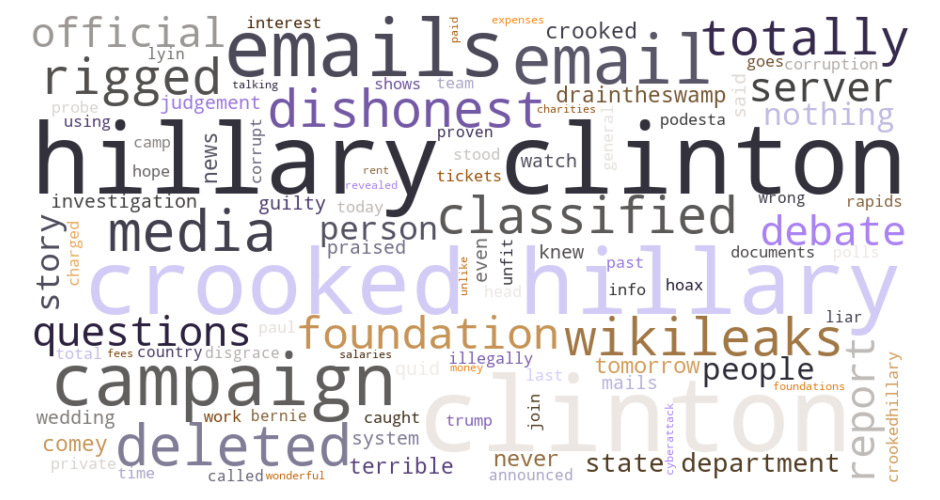 interest
expenses
official
emails
paid
crooked
totally
lyin
email
goes
corruption
rigged
talking
shows
team
said
server
probe
judgement
dishonest
charities
draintheswamp
nothing
using
proven
general
podesta
hillary clinton
camp
news
corrupt
stood
watch
hope
rent
tickets
revealed
investigation
guilty
today
classified
wrong
rapids
story
charged
media
person
praised
even
unfit
knew
debate
documents
polls
past
crooked hillary
unlike
head
info
hoax
liar
questions
paul
foundation
wikileaks
report
total
fees
country
disgrace
salaries
illegally
tomorrow
people
crookedhillary
campaign
quid
money
last
mails
foundations
clinton
wedding
work
bernie
caught
trump
join
cyberattack
comey
deleted
system
private
time
called
wonderful
terrible
never
announced
state department